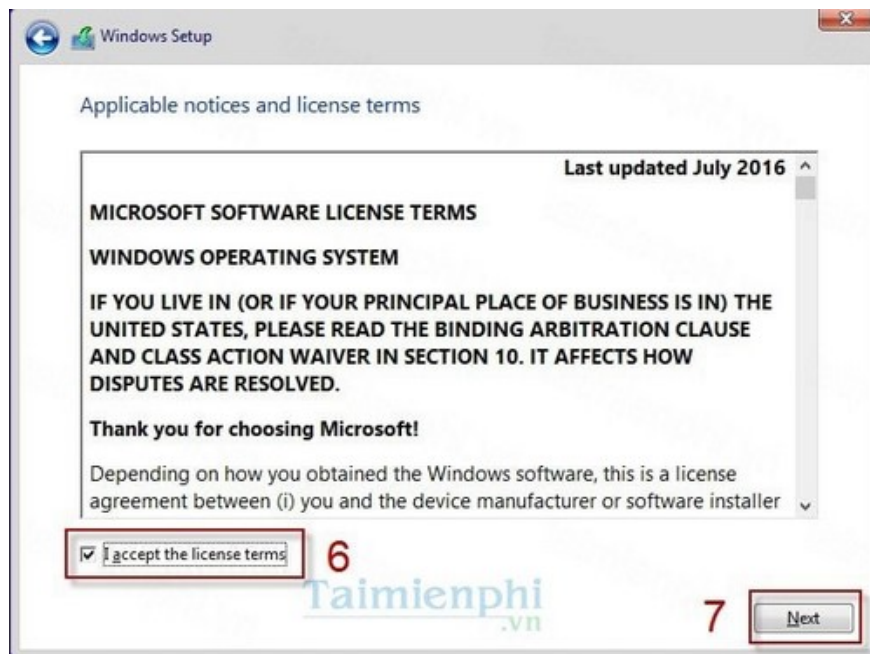 Windows Setup
Applicable notices and license terms
Last updated July 2016
MICROSOFT SOFTWARE LICENSE TERMS
WINDOWS OPERATING SYSTEM
IF YOU LIVE IN (OR IF YOUR PRINCIPAL PLACE OF BUSINESS IS IN) THE
UNITED STATES, PLEASE READ THE BINDING ARBITRATION CLAUSE
AND CLASS ACTION WAIVER IN SECTION 10. IT AFFECTS HOW
DISPUTES ARE RESOLVED.
Thank you for choosing Microsoft!
Depending on how you obtained the Windows software, this is a license
agreement between (i) you and the device manufacturer or software installer
I accept the license terms
6
Taimienphi
.vn
7
Next